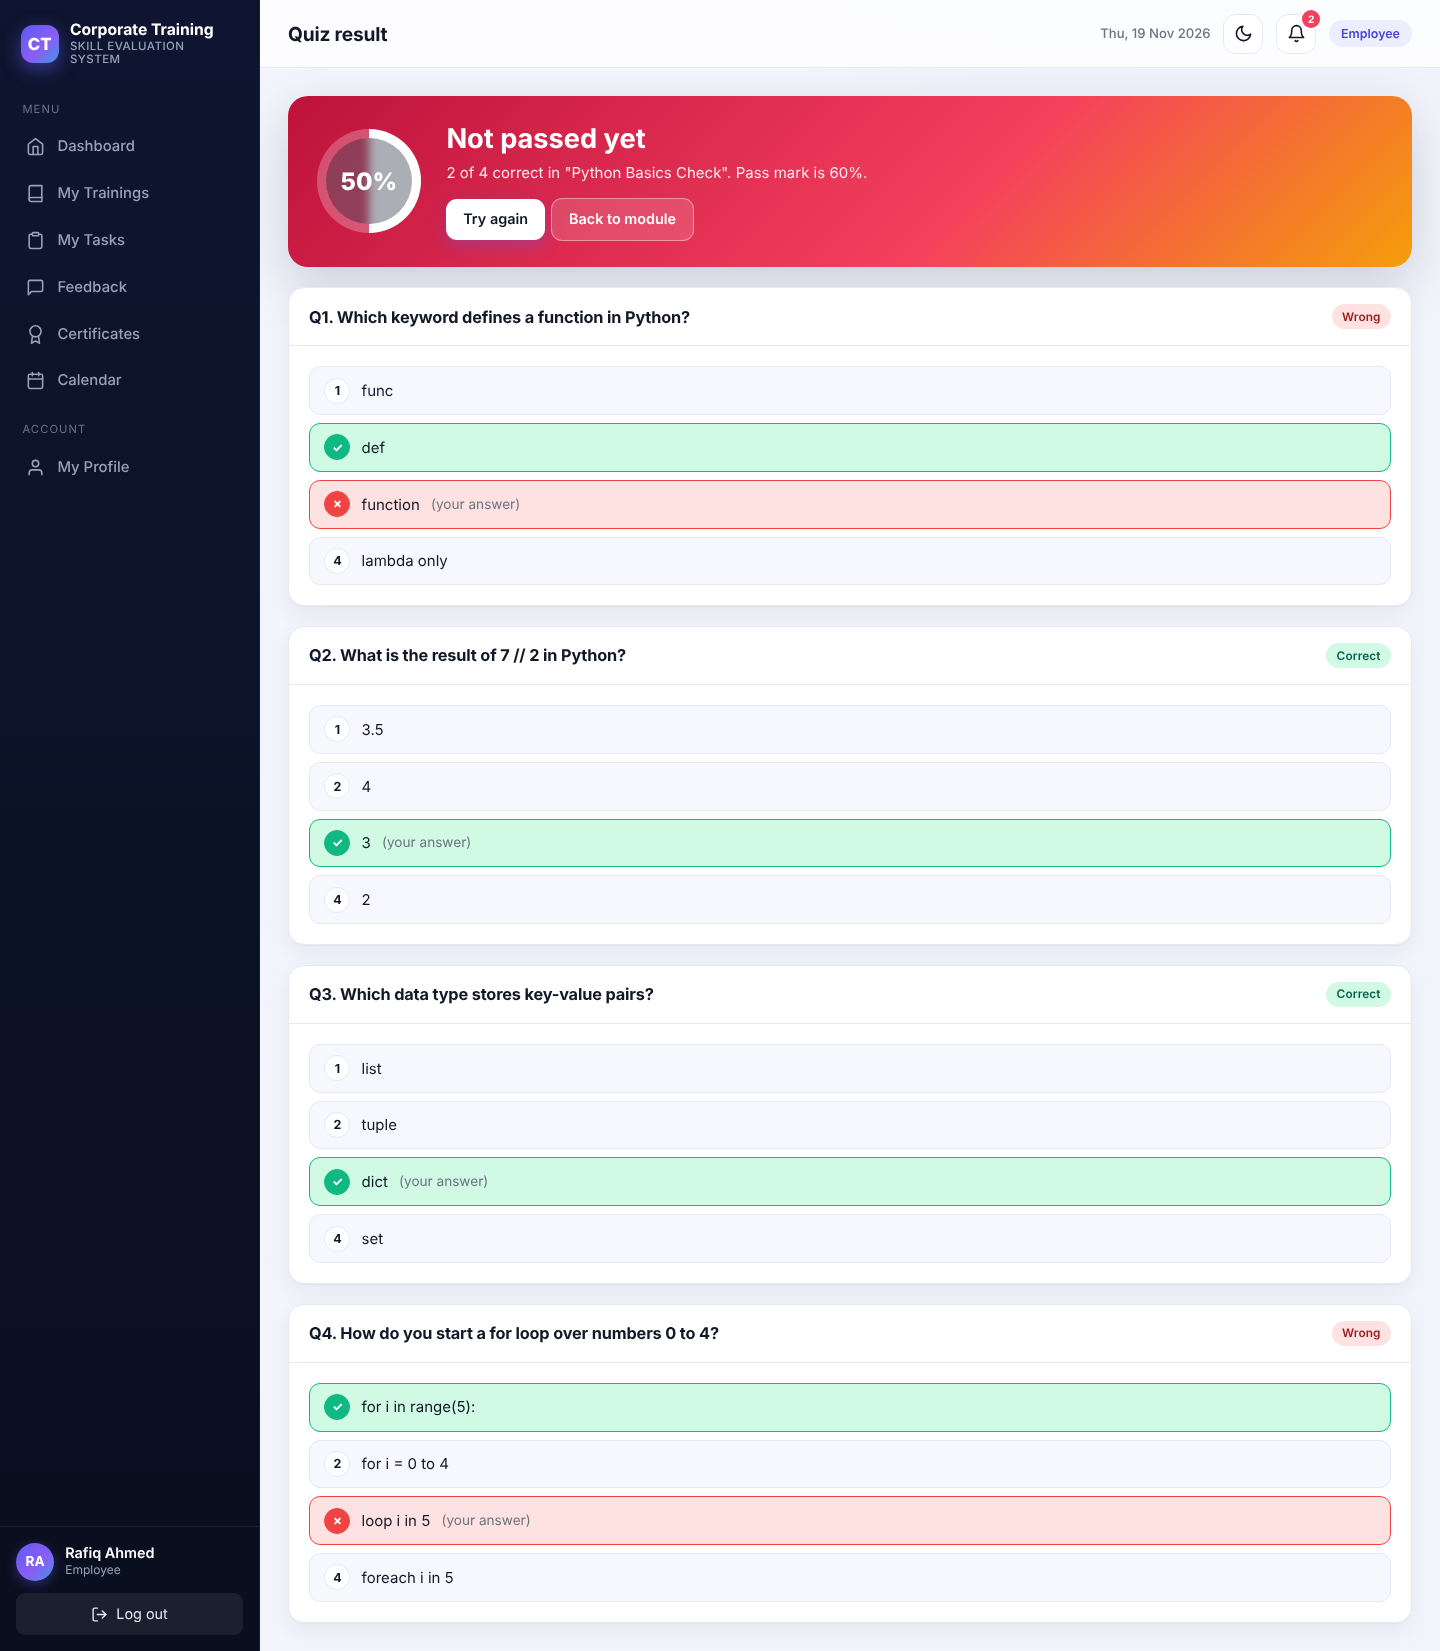 CT
Corporate Training
SKILL EVALUATION
SYSTEM
MENU
Dashboard
My Trainings
My Tasks
Feedback
Certificates
Calendar
ACCOUNT
My Profile
RA
Rafiq Ahmed
Employee
Log out
Quiz result
Thu, 19 Nov 2026
2
Employee
50%
Not passed yet
2 of 4 correct in "Python Basics Check". Pass mark is 60%.
Try again
Back to module
Q1. Which keyword defines a function in Python?
Wrong
1 func
def
function (your answer)
4 lambda only
Q2. What is the result of 7 // 2 in Python?
Correct
1 3.5
2 4
3 (your answer)
4 2
Q3. Which data type stores key-value pairs?
Correct
1 list
2 tuple
dict (your answer)
4 set
Q4. How do you start a for loop over numbers 0 to 4?
Wrong
for i in range(5):
2 for i = 0 to 4
loop i in 5 (your answer)
4 foreach i in 5